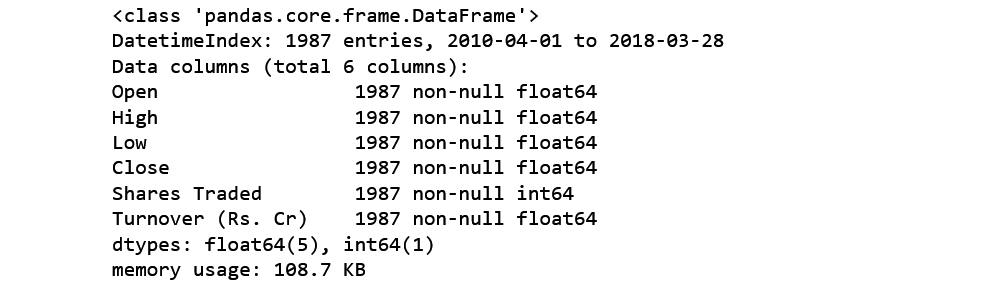 <class 'pandas.core.frame.DataFrame'>
DatetimeIndex: 1987 entries, 2010-04-01 to 2018-03-28
Data columns (total 6 columns):
Open                 1987 non-null float64
High                 1987 non-null float64
Low                  1987 non-null float64
Close                1987 non-null float64
Shares Traded        1987 non-null int64
Turnover (Rs. Cr)    1987 non-null float64
dtypes: float64(5), int64(1)
memory usage: 108.7 KB